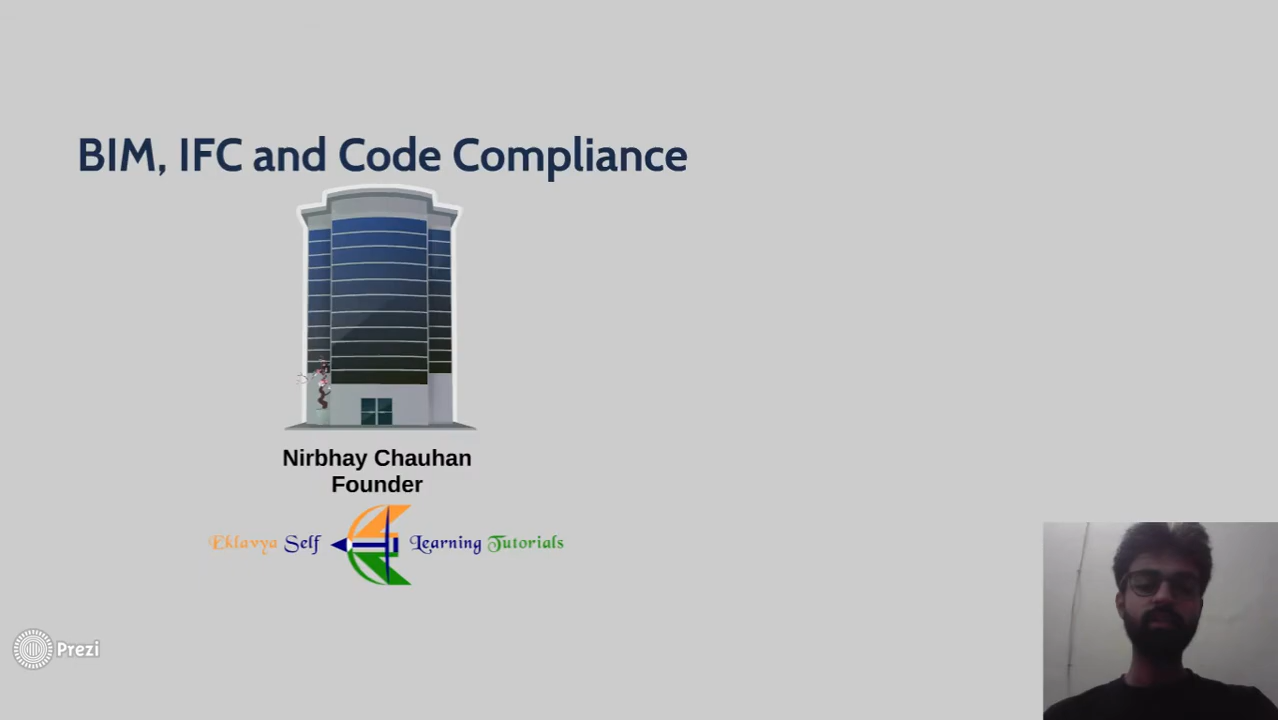 BIM, IFC and Code Compliance
Nirbhay Chauhan
Founder
Eklavya Self Learning Tutorials
Prezi